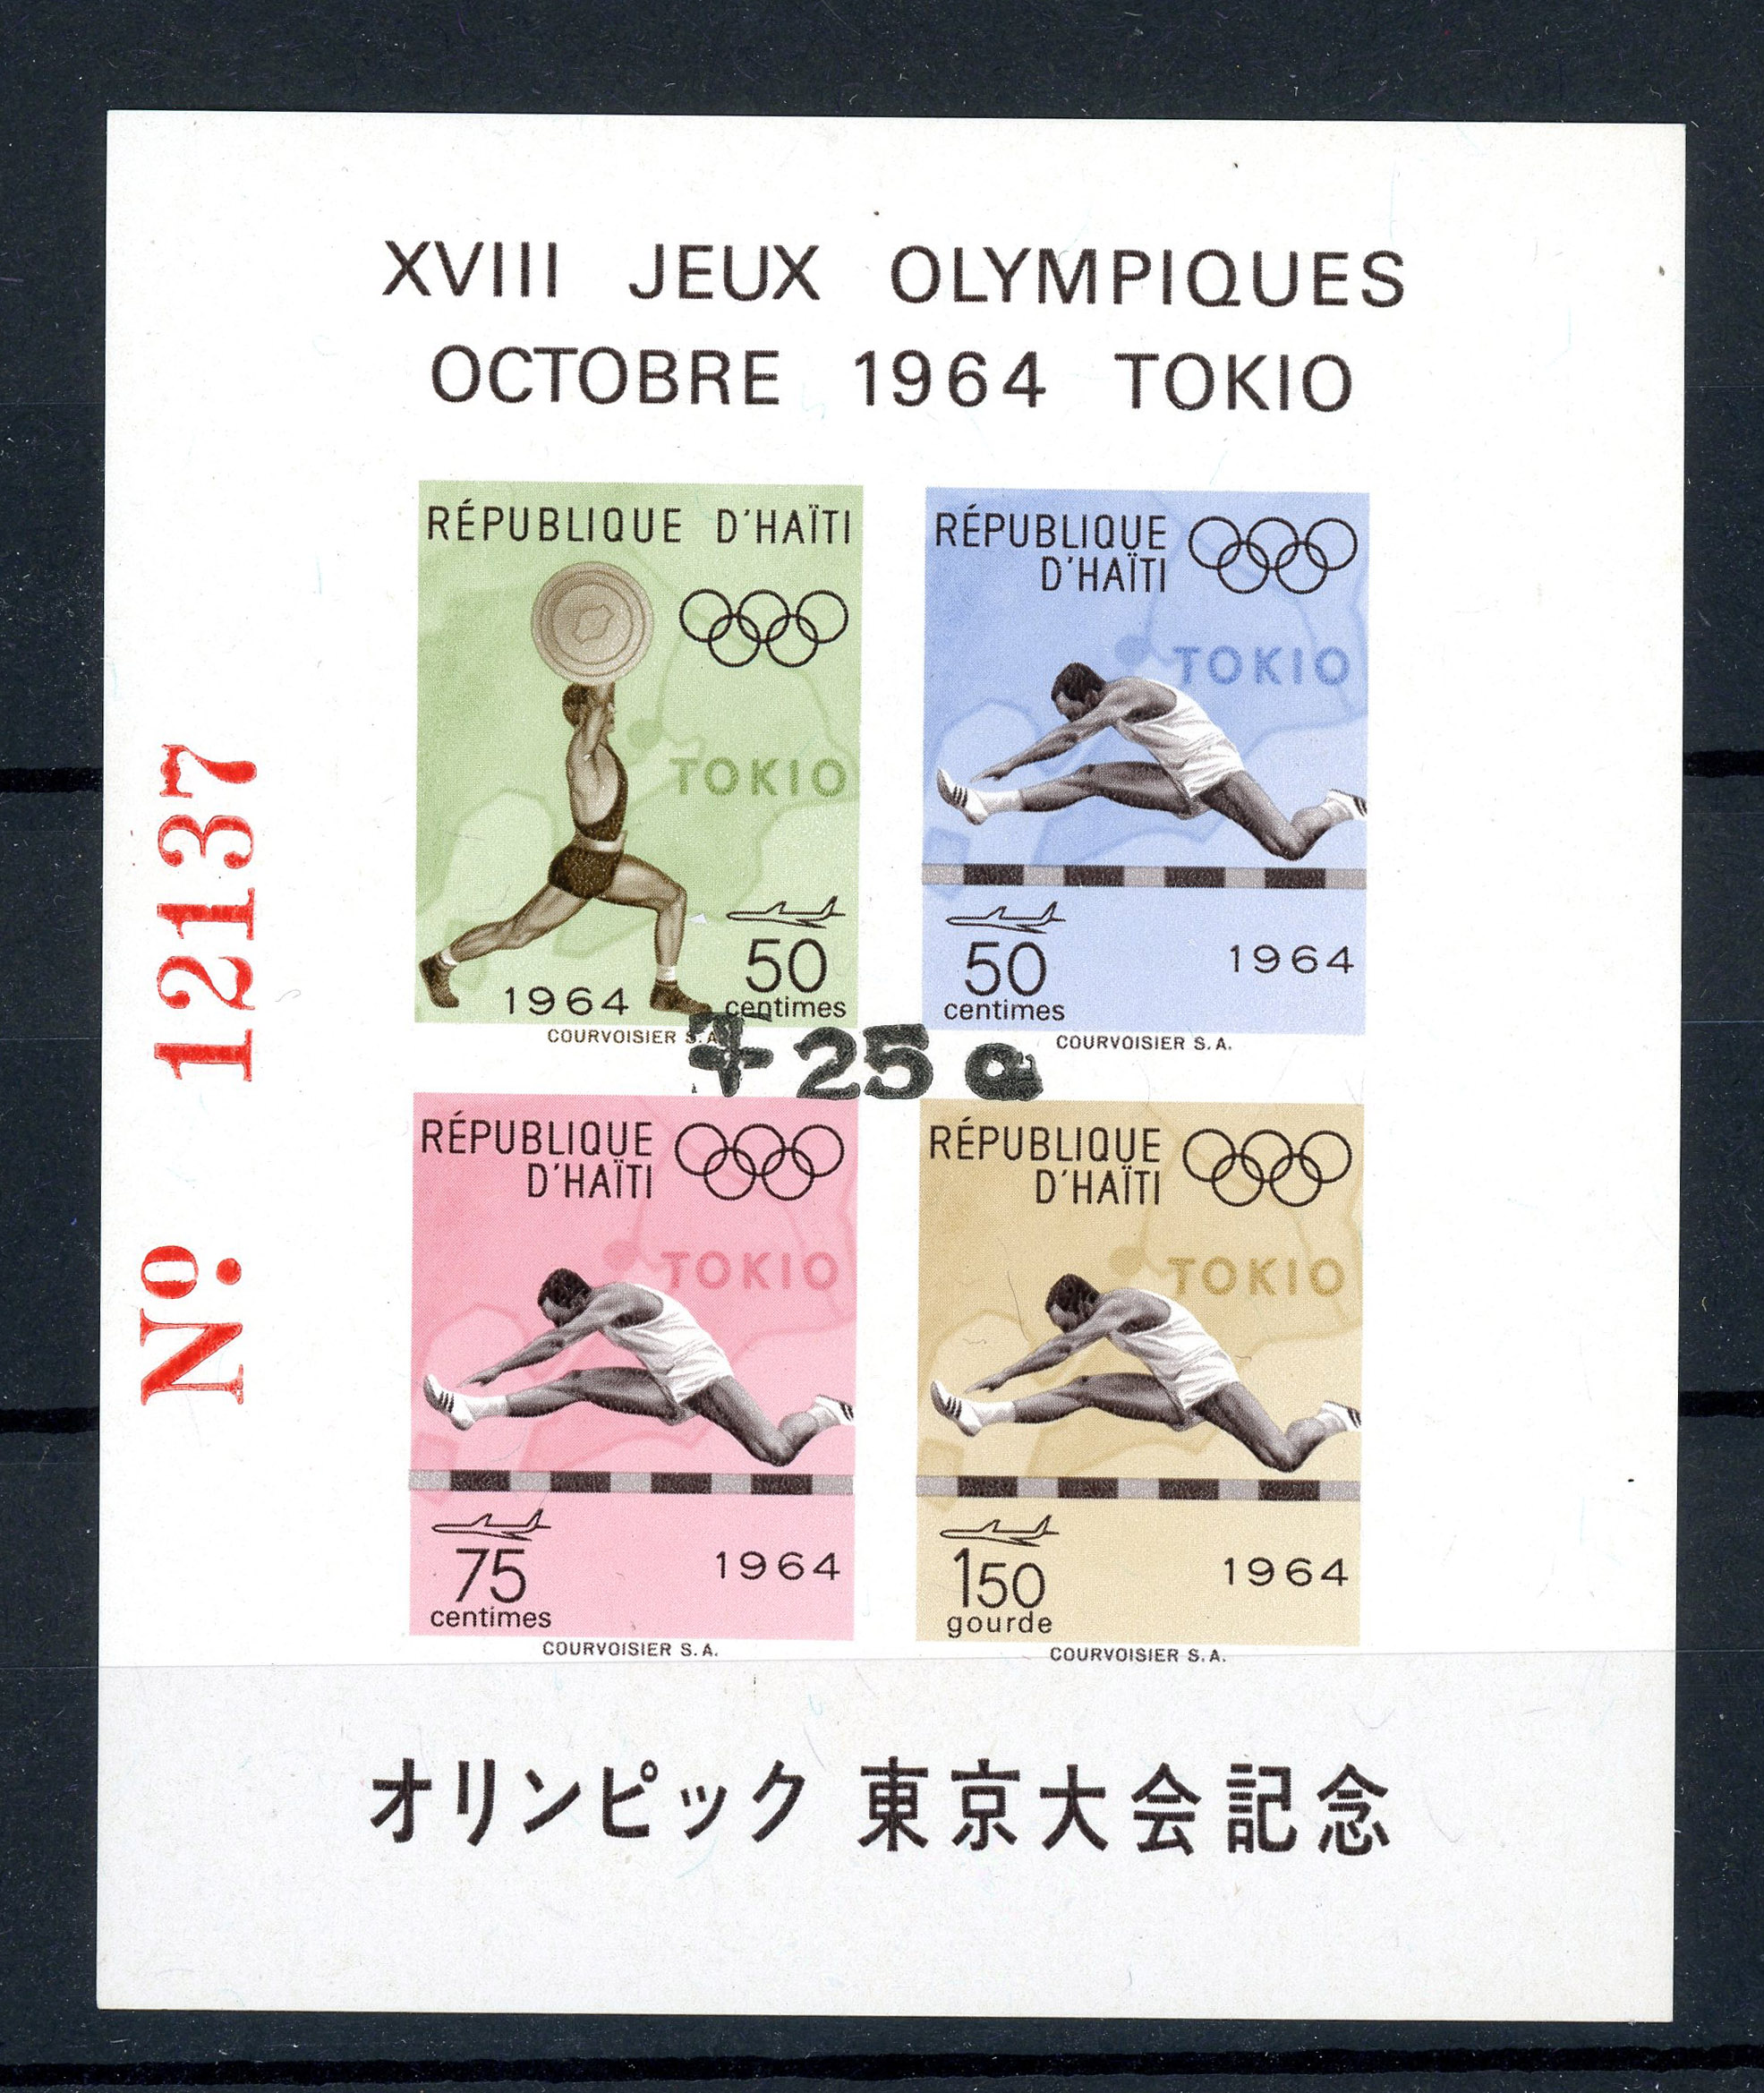 XVIII JEUX OLYMPIQUES
OCTOBRE 1964 TOKIO
RÉPUBLIQUE D'HAÏTI
TOKIO
50
centimes
1964
COURVOISIER S.A.
RÉPUBLIQUE
D'HAÏTI
TOKIO
50
centimes
1964
COURVOISIER S.A.
+25
RÉPUBLIQUE
D'HAÏTI
TOKIO
75
centimes
1964
COURVOISIER S.A.
RÉPUBLIQUE
D'HAÏTI
TOKIO
150
gourde
1964
COURVOISIER S.A.
No. 12137
オリンピック 東京大会記念